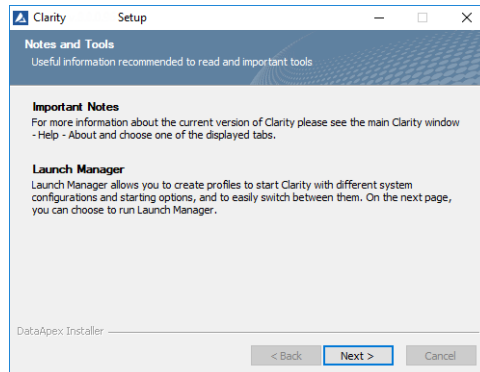 Clarity Setup
Notes and Tools
Useful information recommended to read and important tools
Important Notes
For more information about the current version of Clarity please see the main Clarity window
- Help - About and choose one of the displayed tabs.
Launch Manager
Launch Manager allows you to create profiles to start Clarity with different system
configurations and starting options, and to easily switch between them. On the next page,
you can choose to run Launch Manager.
DataApex Installer
< Back Next > Cancel